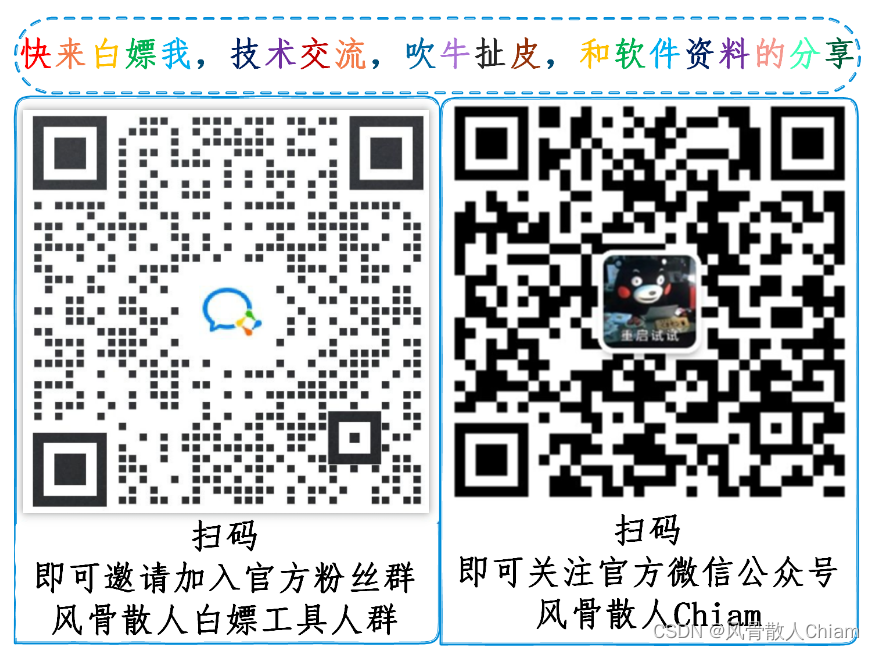 快来白嫖我，技术交流，吹牛扯皮，和软件资料的分享
重启试试
扫码
即可邀请加入官方粉丝群
风骨散人白嫖工具人群
扫码
即可关注官方微信公众号
风骨散人Chiam
CSDN @风骨散人Chiam